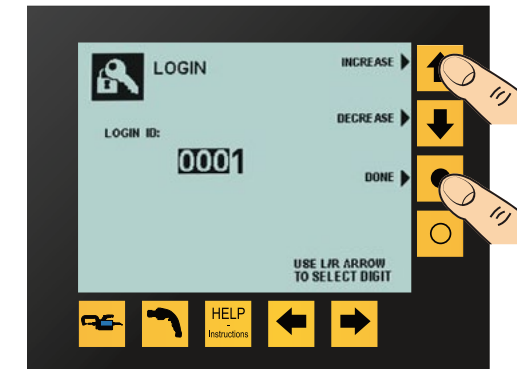 LOGIN
INCREASE
DECREASE
LOGIN ID:
0001
DONE
USE L/R ARROW
TO SELECT DIGIT
HELP
-
Instructions